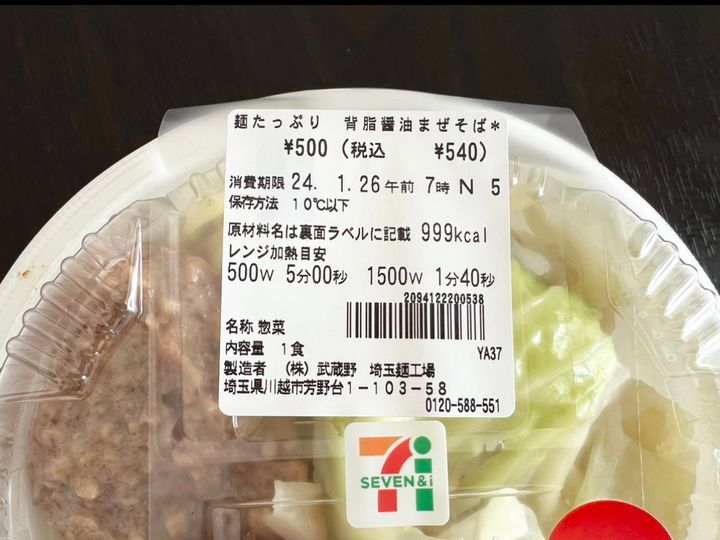 麺たっぷり 背脂醤油まぜそば*
¥500(税込 ¥540)
消費期限 24. 1.26午前 7時 N 5
保存方法 10℃以下
原材料名は裏面ラベルに記載 999kcal
レンジ加熱目安
500W 5分00秒 1500W 1分40秒
2094122200538
名称 惣菜
内容量 1食 YA37
製造者 (株)武蔵野 埼玉麺工場
埼玉県川越市芳野台1-103-58
0120-588-551
7i
SEVEN&i